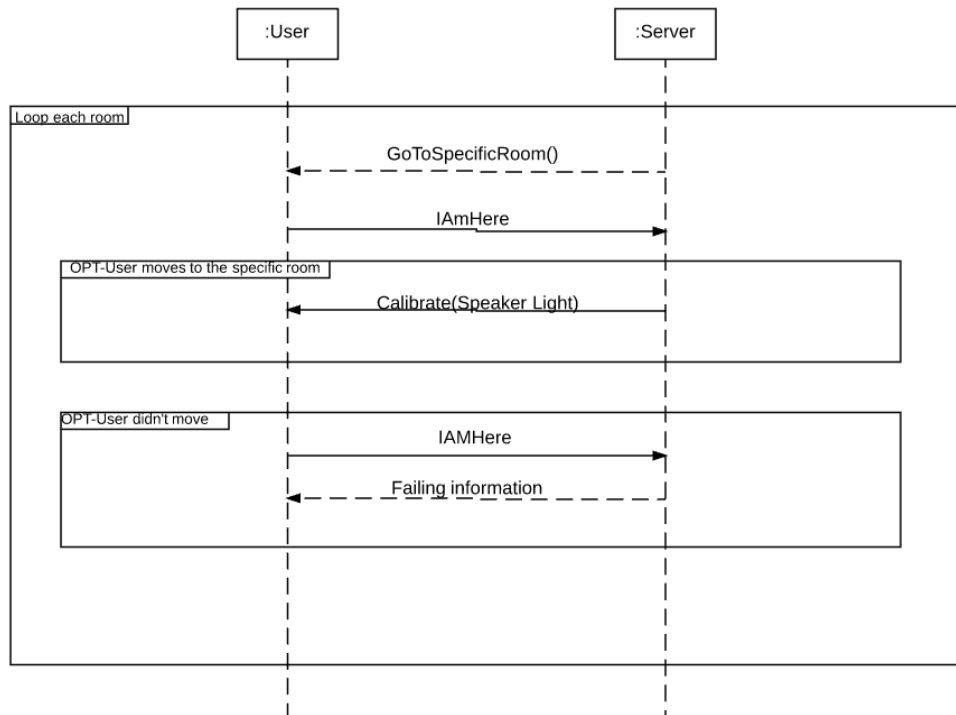 :User
:Server
Loop each room
GoToSpecificRoom()
IAmHere
OPT-User moves to the specific room
Calibrate(Speaker Light)
OPT-User didn't move
IAMHere
Failing information